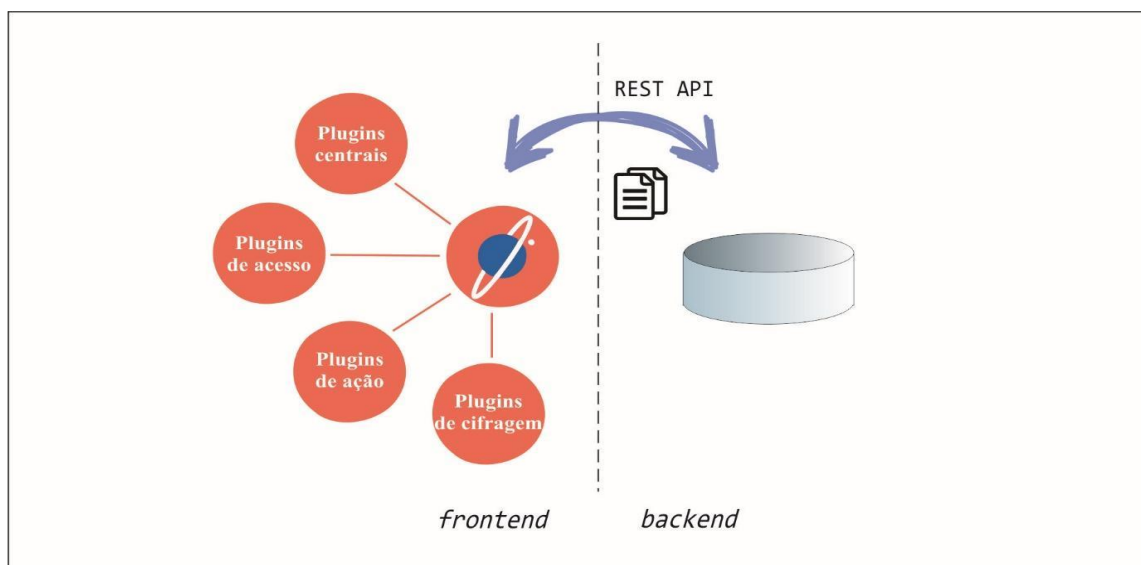 REST API
Plugins
centrais
Plugins
de acesso
Plugins
de ação
Plugins
de cifragem
frontend
backend